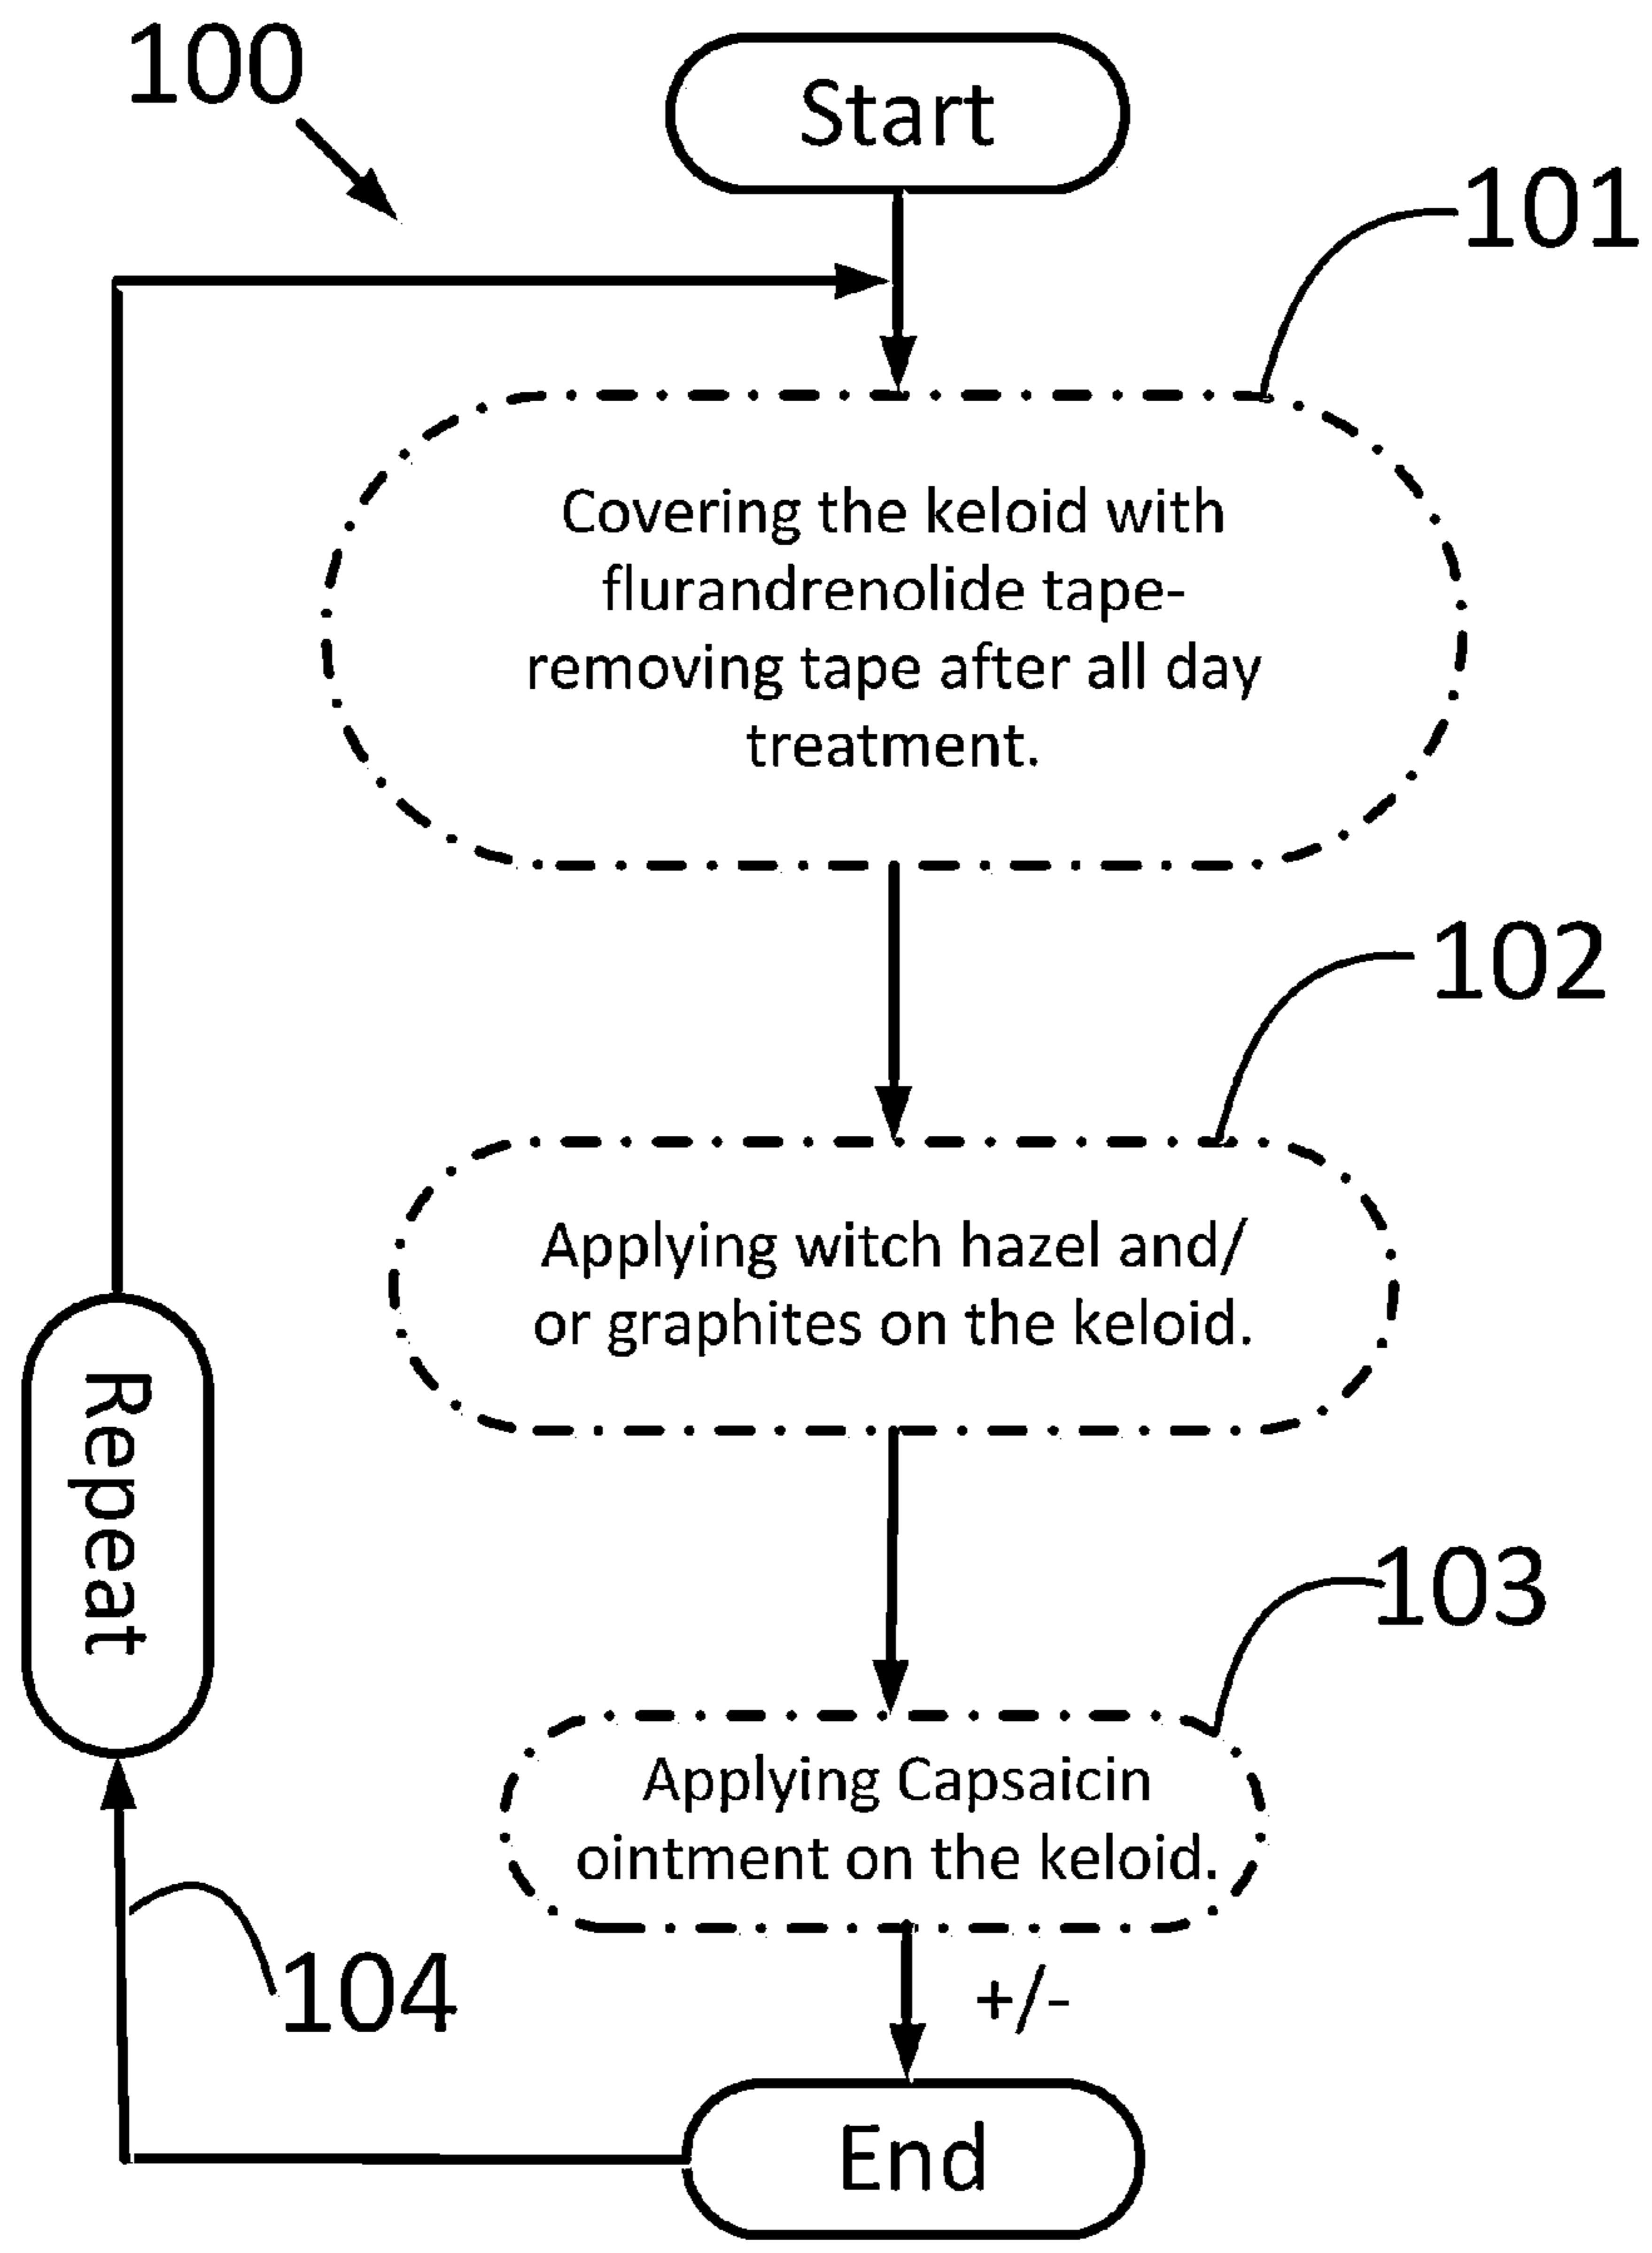 100
Start
101
Covering the keloid with
flurandrenolide tape-
removing tape after all day
treatment.
102
Applying witch hazel and/
or graphites on the keloid.
103
Applying Capsaicin
ointment on the keloid.
+/-
End
104
Repeat